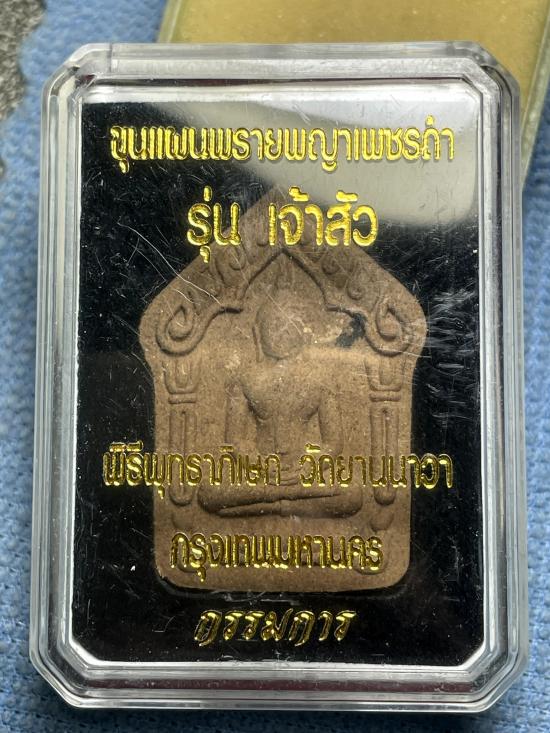 ขุนแผนพรายพญาเพชรดำ
รุ่น เจ้าสัว
พิธีพุทธาภิเษก วัดยานนาวา
กรุงเทพมหานคร
กรรมการ